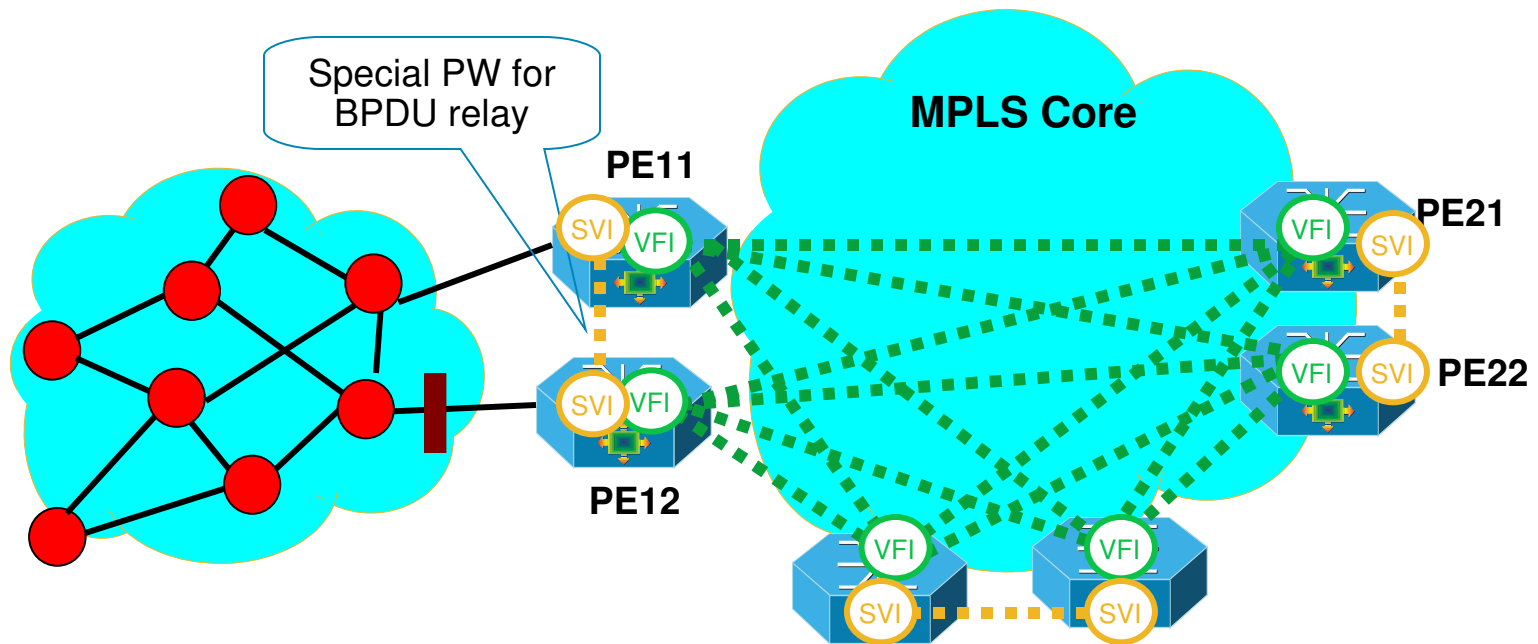 Special PW for
BPDU relay
MPLS Core
PE11
SVI
VFI
VFI
PE21
SVI
SVI
VFI
VFI
SVI
PE22
PE12
VFI
VFI
SVI
SVI